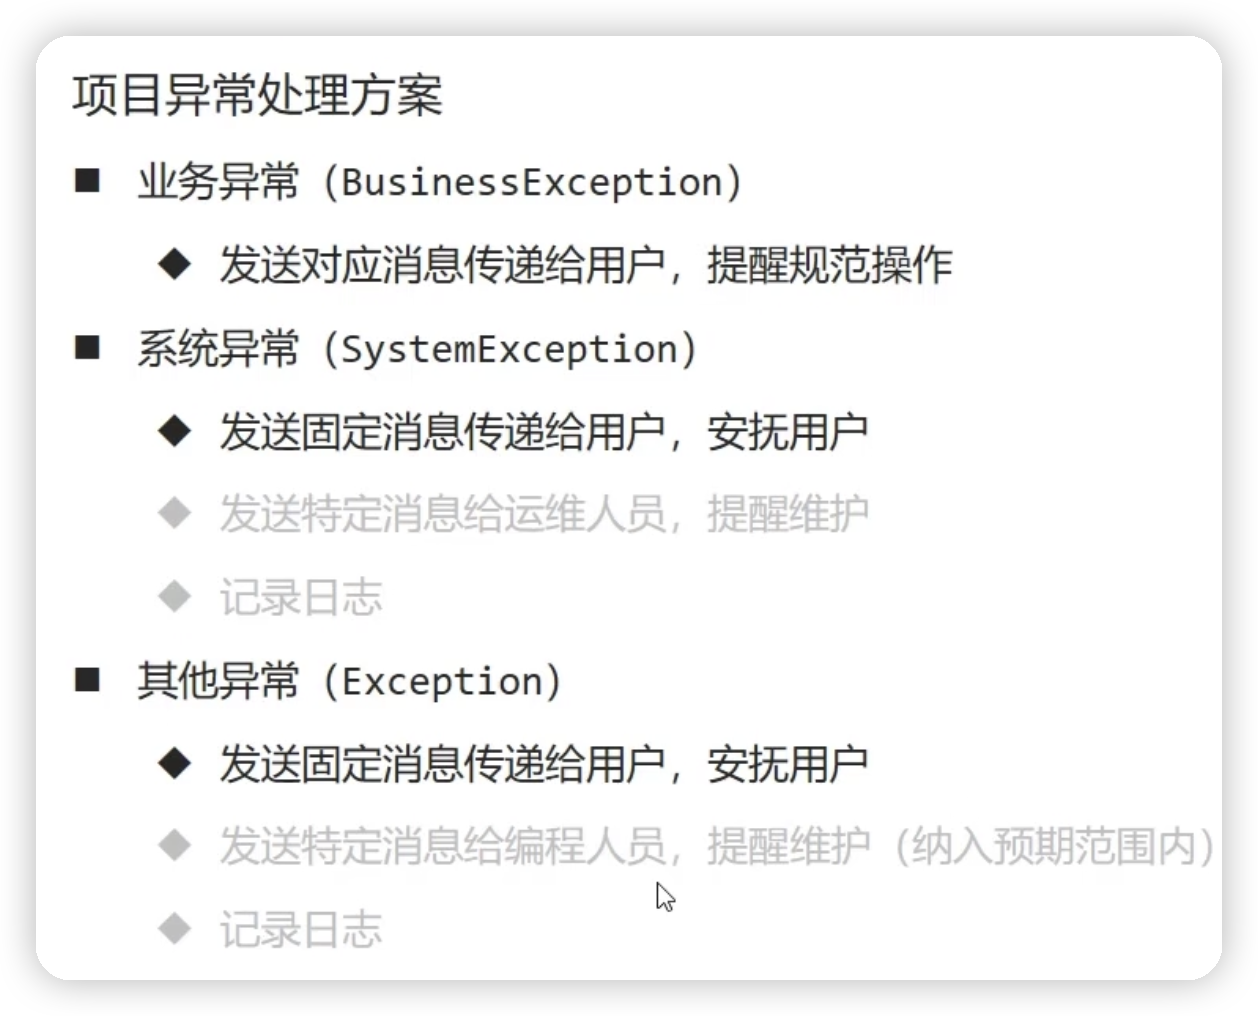 项目异常处理方案
■ 业务异常（BusinessException）
◆ 发送对应消息传递给用户，提醒规范操作
■ 系统异常（SystemException）
◆ 发送固定消息传递给用户，安抚用户
◆ 发送特定消息给运维人员，提醒维护
◆ 记录日志
■ 其他异常（Exception）
◆ 发送固定消息传递给用户，安抚用户
◆ 发送特定消息给编程人员，提醒维护（纳入预期范围内）
◆ 记录日志